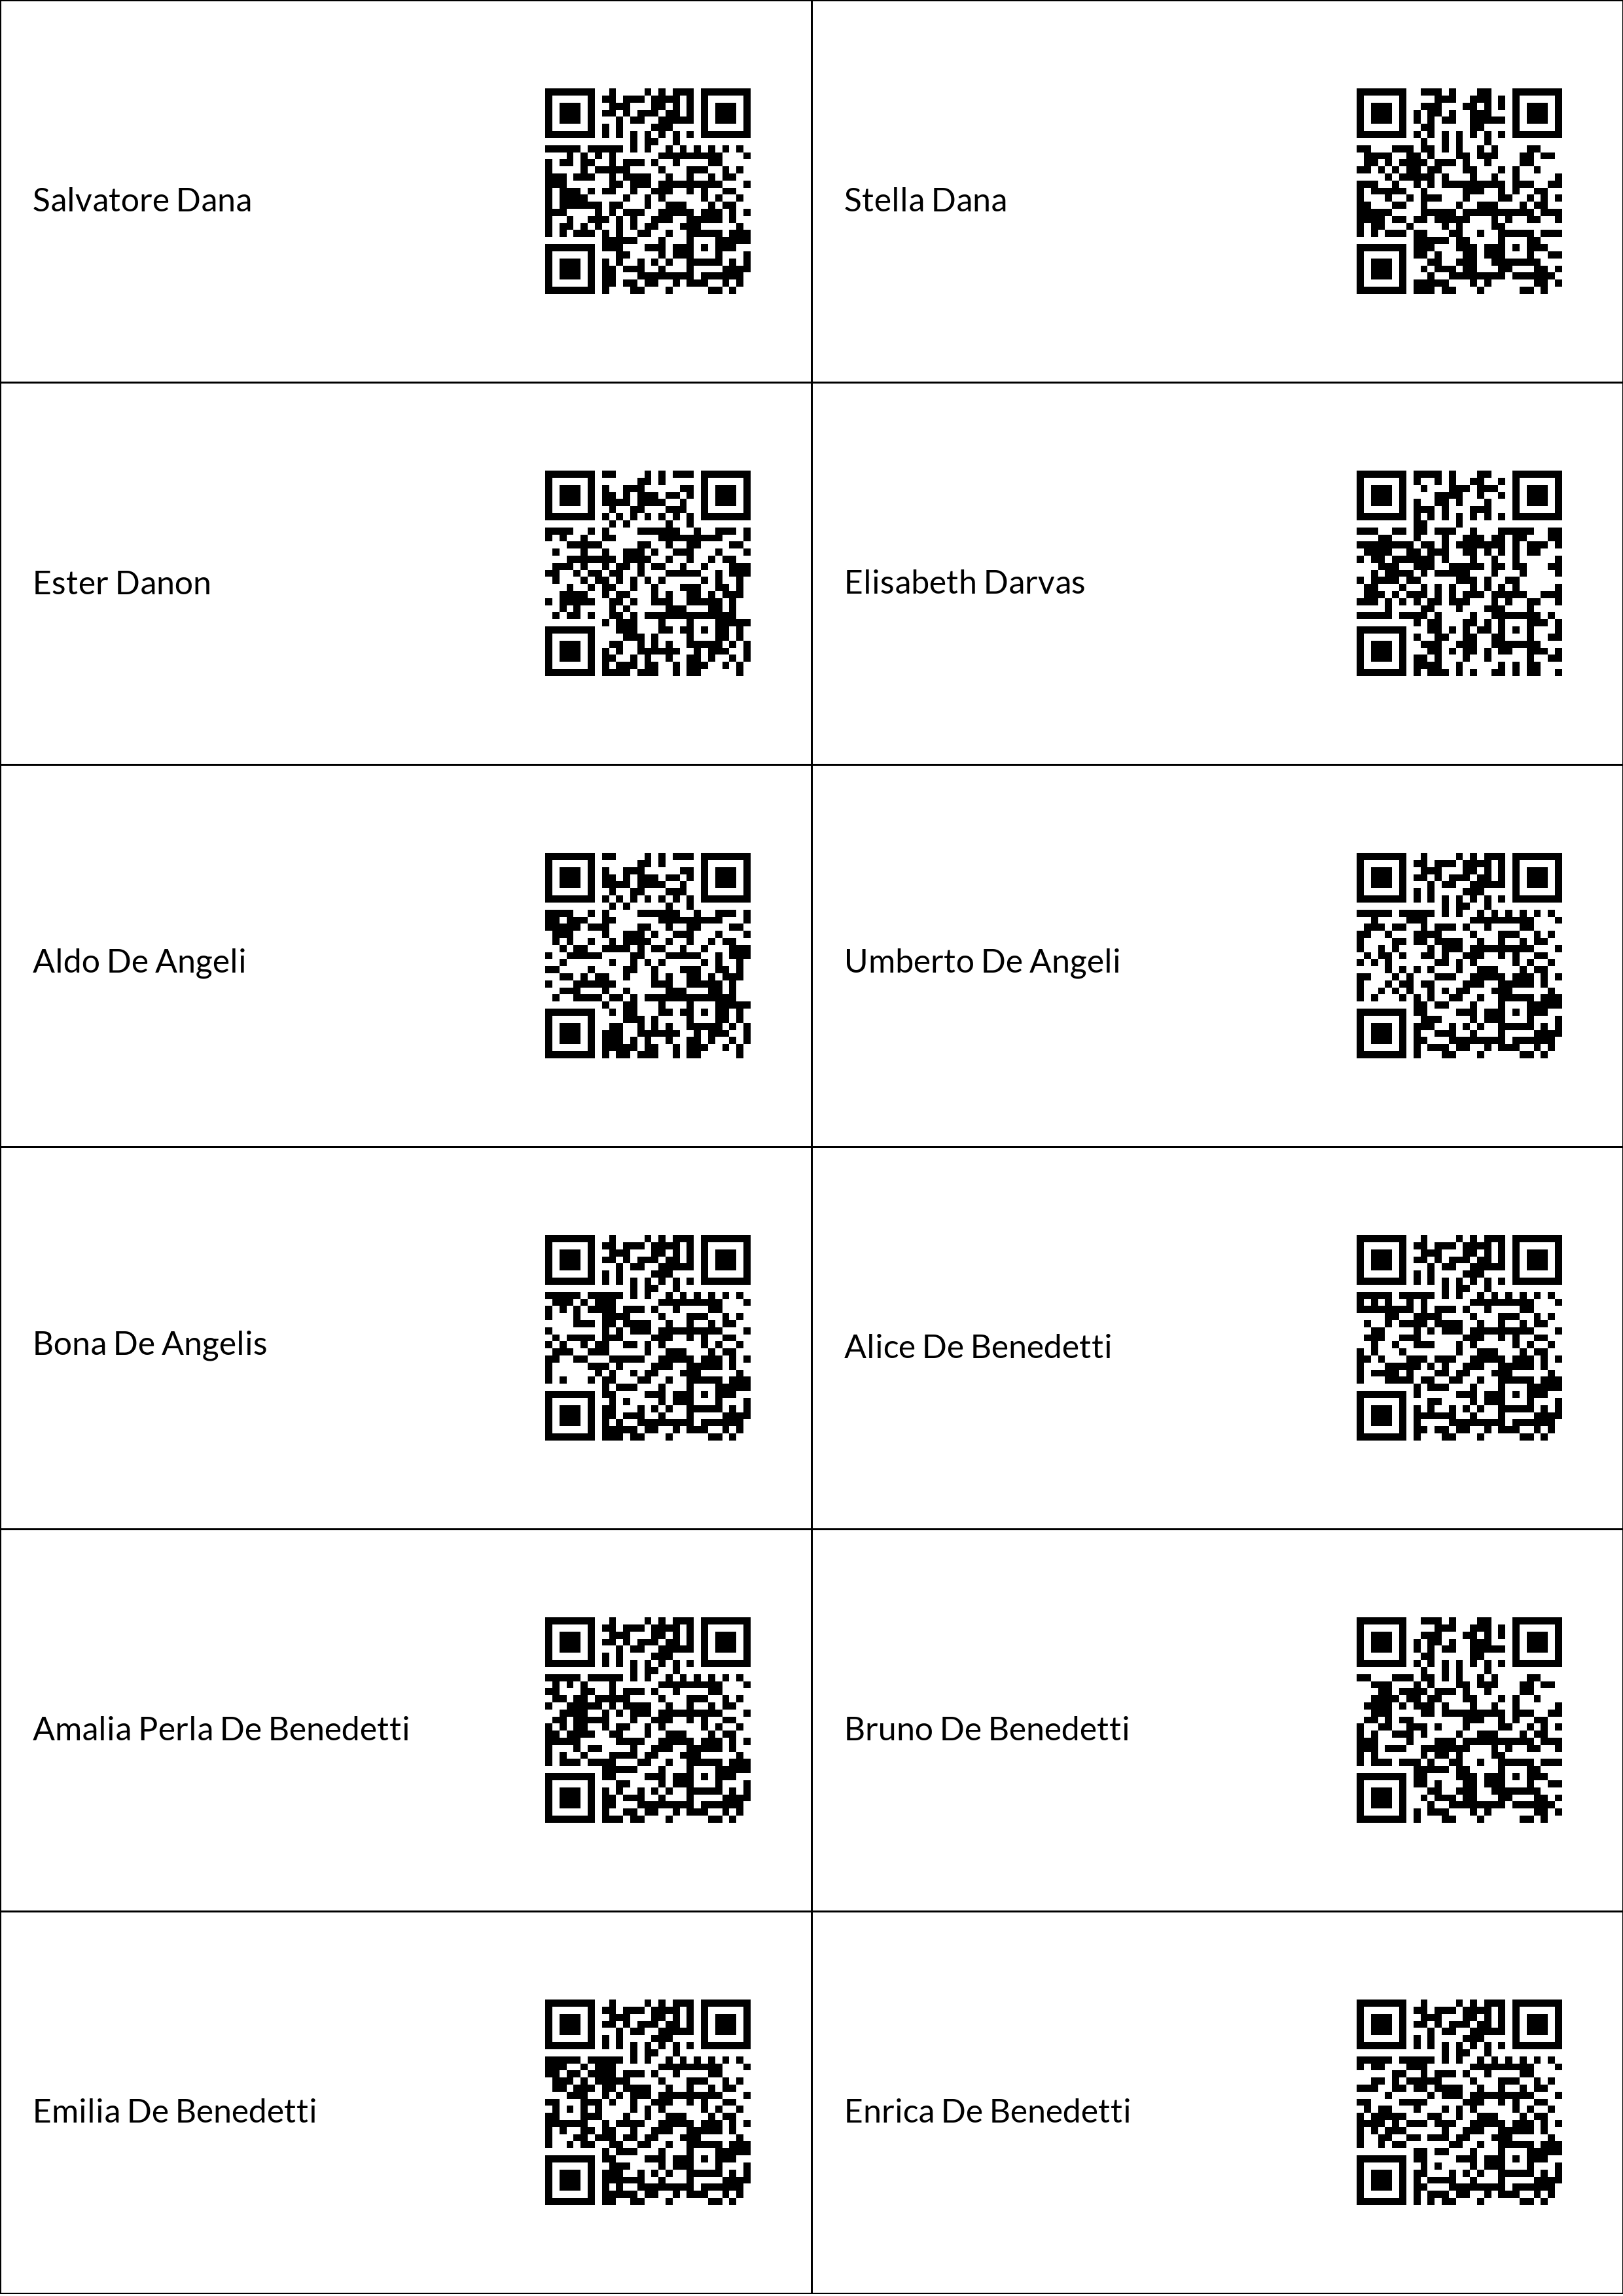 Salvatore Dana
Stella Dana
Ester Danon
Elisabeth Darvas
Aldo De Angeli
Umberto De Angeli
Bona De Angelis
Alice De Benedetti
Amalia Perla De Benedetti
Bruno De Benedetti
Emilia De Benedetti
Enrica De Benedetti